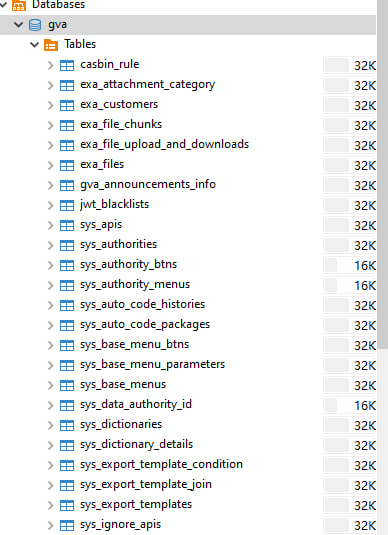 Databases
gva
Tables
casbin_rule 32K
exa_attachment_category 32K
exa_customers 32K
exa_file_chunks 32K
exa_file_upload_and_downloads 32K
exa_files 32K
gva_announcements_info 32K
jwt_blacklists 32K
sys_apis 32K
sys_authorities 32K
sys_authority_btns 16K
sys_authority_menus 16K
sys_auto_code_histories 32K
sys_auto_code_packages 32K
sys_base_menu_btns 32K
sys_base_menu_parameters 32K
sys_base_menus 32K
sys_data_authority_id 16K
sys_dictionaries 32K
sys_dictionary_details 32K
sys_export_template_condition 32K
sys_export_template_join 32K
sys_export_templates 32K
sys_ignore_apis 32K